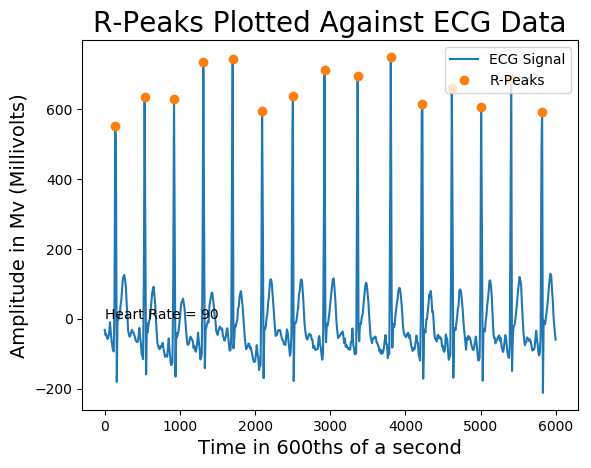 R-Peaks Plotted Against ECG Data
ECG Signal
R-Peaks
Amplitude in Mv (Millivolts)
600
400
200
0
−200
Heart Rate = 90
0 1000 2000 3000 4000 5000 6000
Time in 600ths of a second